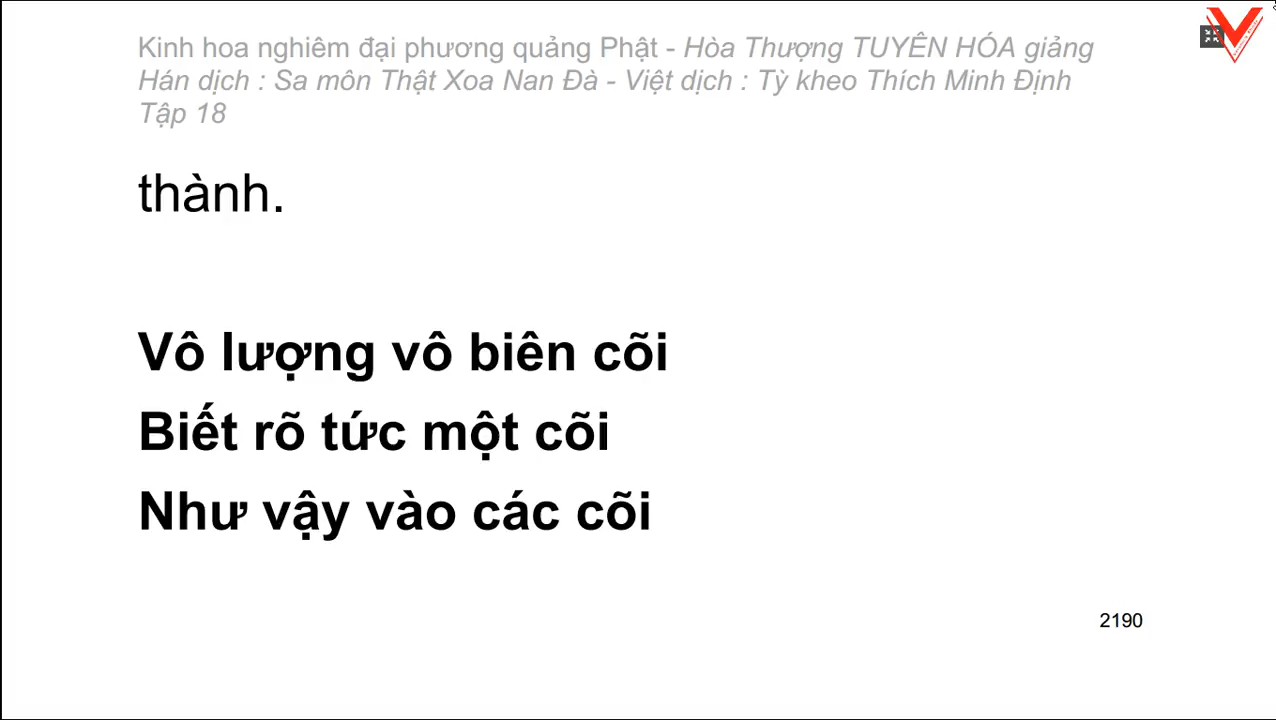 Kinh hoa nghiêm đại phương quảng Phật - Hòa Thượng TUYÊN HÓA giảng
Hán dịch : Sa môn Thật Xoa Nan Đà - Việt dịch : Tỳ kheo Thích Minh Định
Tập 18
thành.
Vô lượng vô biên cõi
Biết rõ tức một cõi
Như vậy vào các cõi
2190